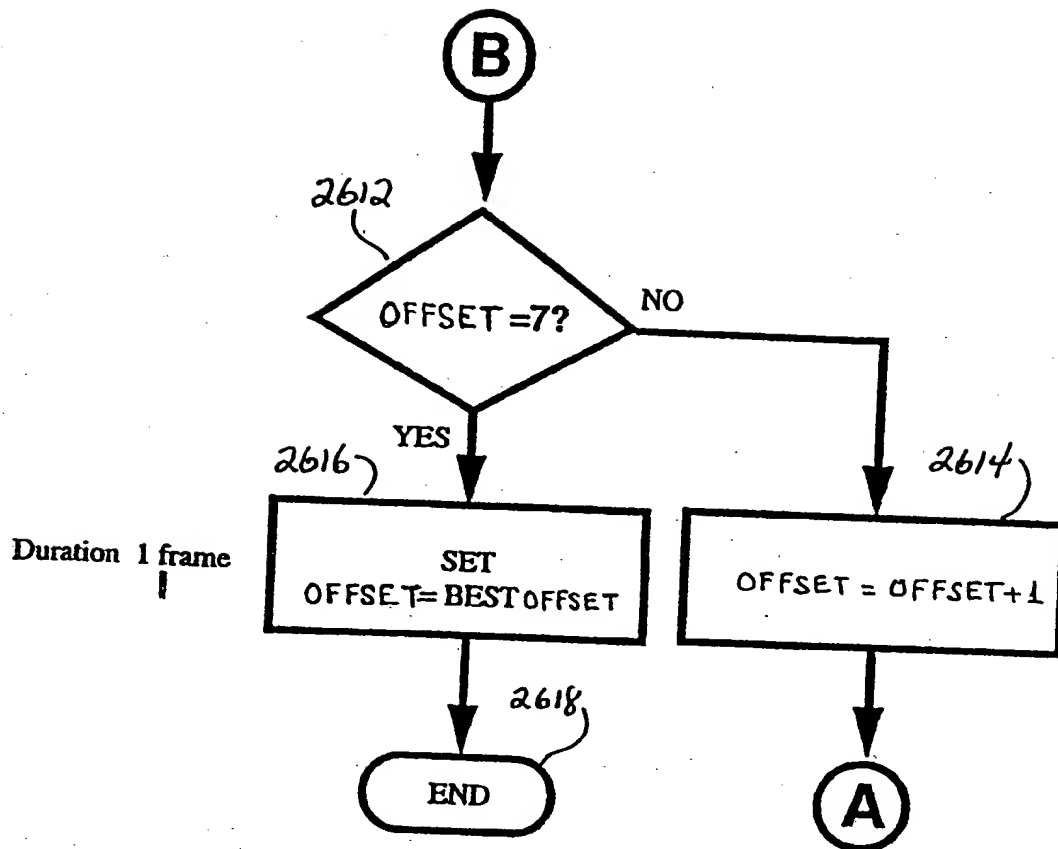 B
2612
OFFSET =7?
NO
YES
2616
2614
Duration 1 frame
SET
OFFSET= BEST OFFSET
OFFSET = OFFSET+1
2618
END
A